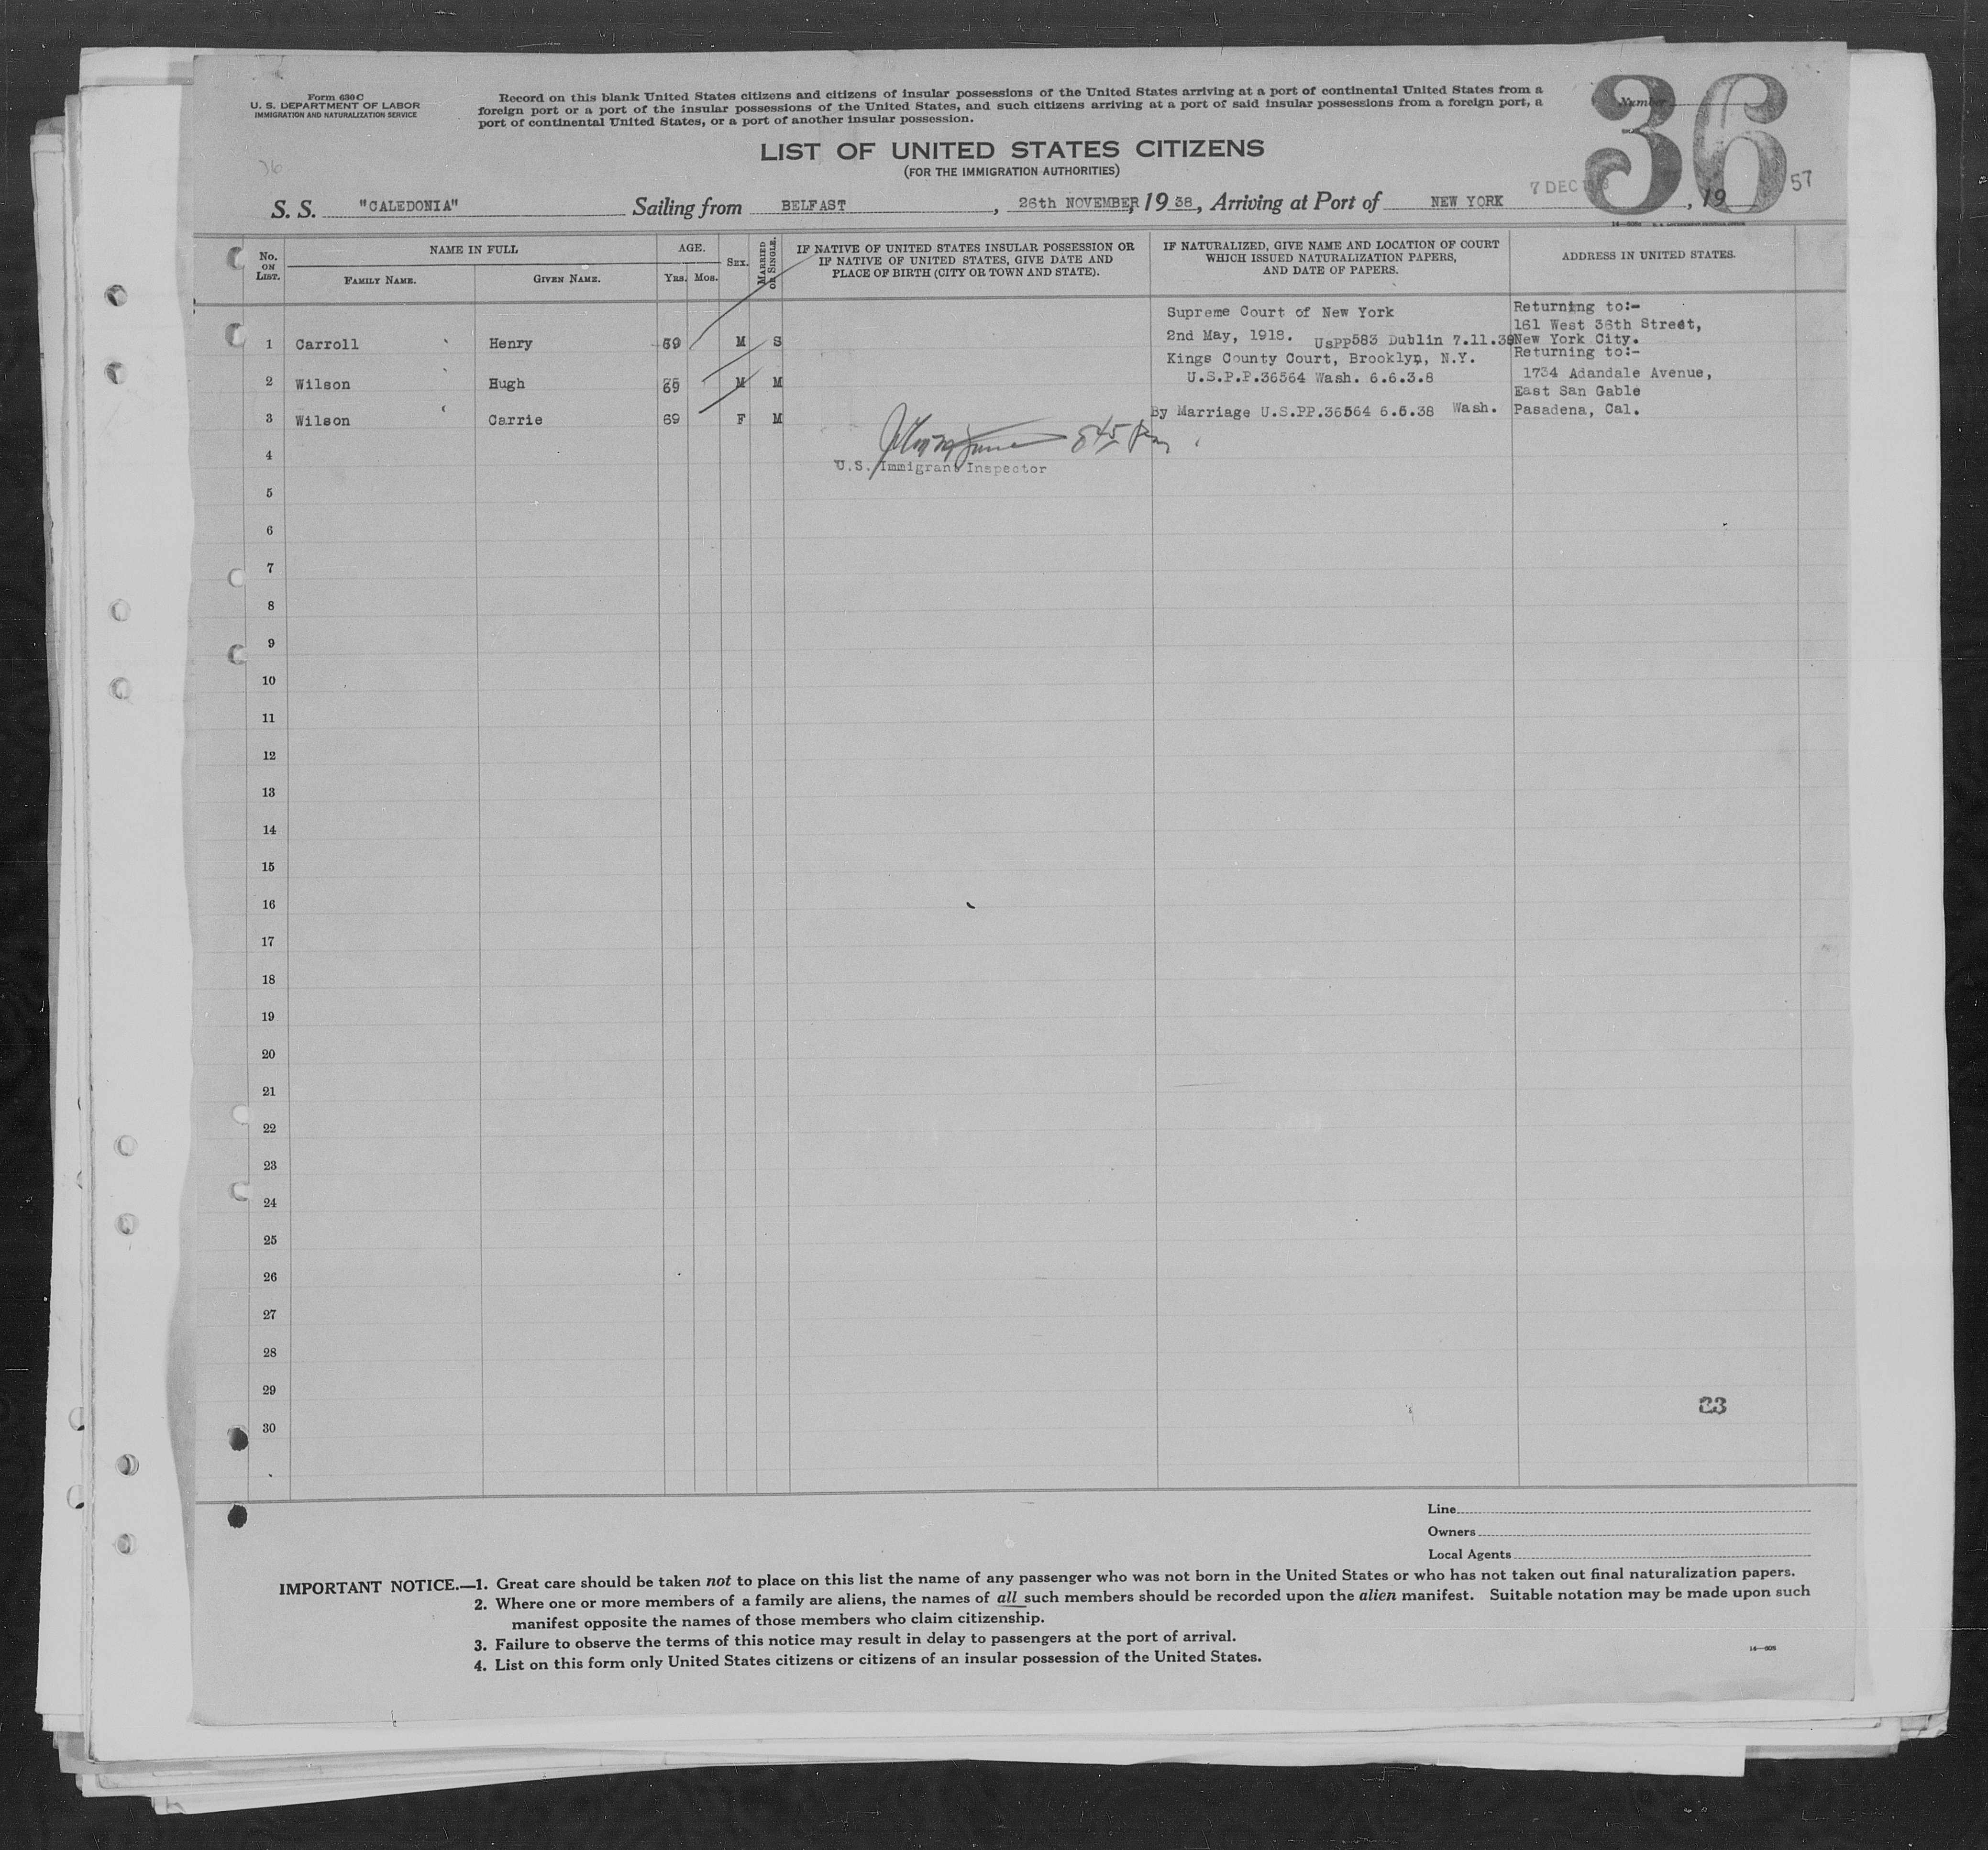 Form 630 C
U. S. DEPARTMENT OF LABOR
IMMIGRATION AND NATURALIZATION SERVICE
Record on this blank United States citizens and citizens of insular possessions of the United States arriving at a port of continental United States from a
foreign port or a port of the insular possessions of the United States, and such citizens arriving at a port of said insular possessions from a foreign port, a
port of continental United States, or a port of another insular possession.
Number
36
LIST OF UNITED STATES CITIZENS
(FOR THE IMMIGRATION AUTHORITIES)
36
7 DEC
57
S. S. "CALEDONIA" Sailing from BELFAST, 26th NOVEMBER, 1938, Arriving at Port of NEW YORK, 19
No. ON LIST.
NAME IN FULL
FAMILY NAME.
GIVEN NAME.
AGE.
YRS. MOS.
SEX.
MARRIED OR SINGLE.
IF NATIVE OF UNITED STATES INSULAR POSSESSION OR
IF NATIVE OF UNITED STATES, GIVE DATE AND
PLACE OF BIRTH (CITY OR TOWN AND STATE).
IF NATURALIZED, GIVE NAME AND LOCATION OF COURT
WHICH ISSUED NATURALIZATION PAPERS,
AND DATE OF PAPERS.
ADDRESS IN UNITED STATES.
Supreme Court of New York
Returning to:-
161 West 36th Street,
1 Carroll Henry M S 2nd May, 1918. UsPP583 Dublin 7.11.38 New York City.
Kings County Court, Brooklyn, N.Y. Returning to:-
2 Wilson Hugh 69 M M U.S.P.P.36564 Wash. 6.6.3.8 1734 Adandale Avenue,
East San Gable
3 Wilson Carrie 69 F M By Marriage U.S.PP.36564 6.6.38 Wash. Pasadena, Cal.
845 Pm
4
U.S. Immigrant Inspector
5
6
7
8
9
10
11
12
13
14
15
16
17
18
19
20
21
22
23
24
25
26
27
28
29
30
Line
Owners
Local Agents
IMPORTANT NOTICE.—1. Great care should be taken not to place on this list the name of any passenger who was not born in the United States or who has not taken out final naturalization papers.
2. Where one or more members of a family are aliens, the names of all such members should be recorded upon the alien manifest. Suitable notation may be made upon such
manifest opposite the names of those members who claim citizenship.
3. Failure to observe the terms of this notice may result in delay to passengers at the port of arrival.
4. List on this form only United States citizens or citizens of an insular possession of the United States.